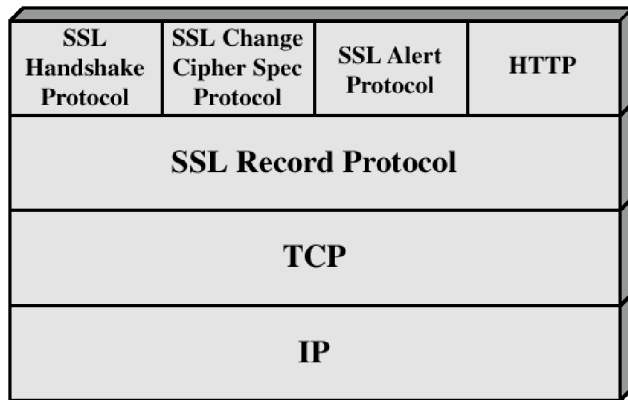 SSL
Handshake
Protocol
SSL Change
Cipher Spec
Protocol
SSL Alert
Protocol
HTTP
SSL Record Protocol
TCP
IP